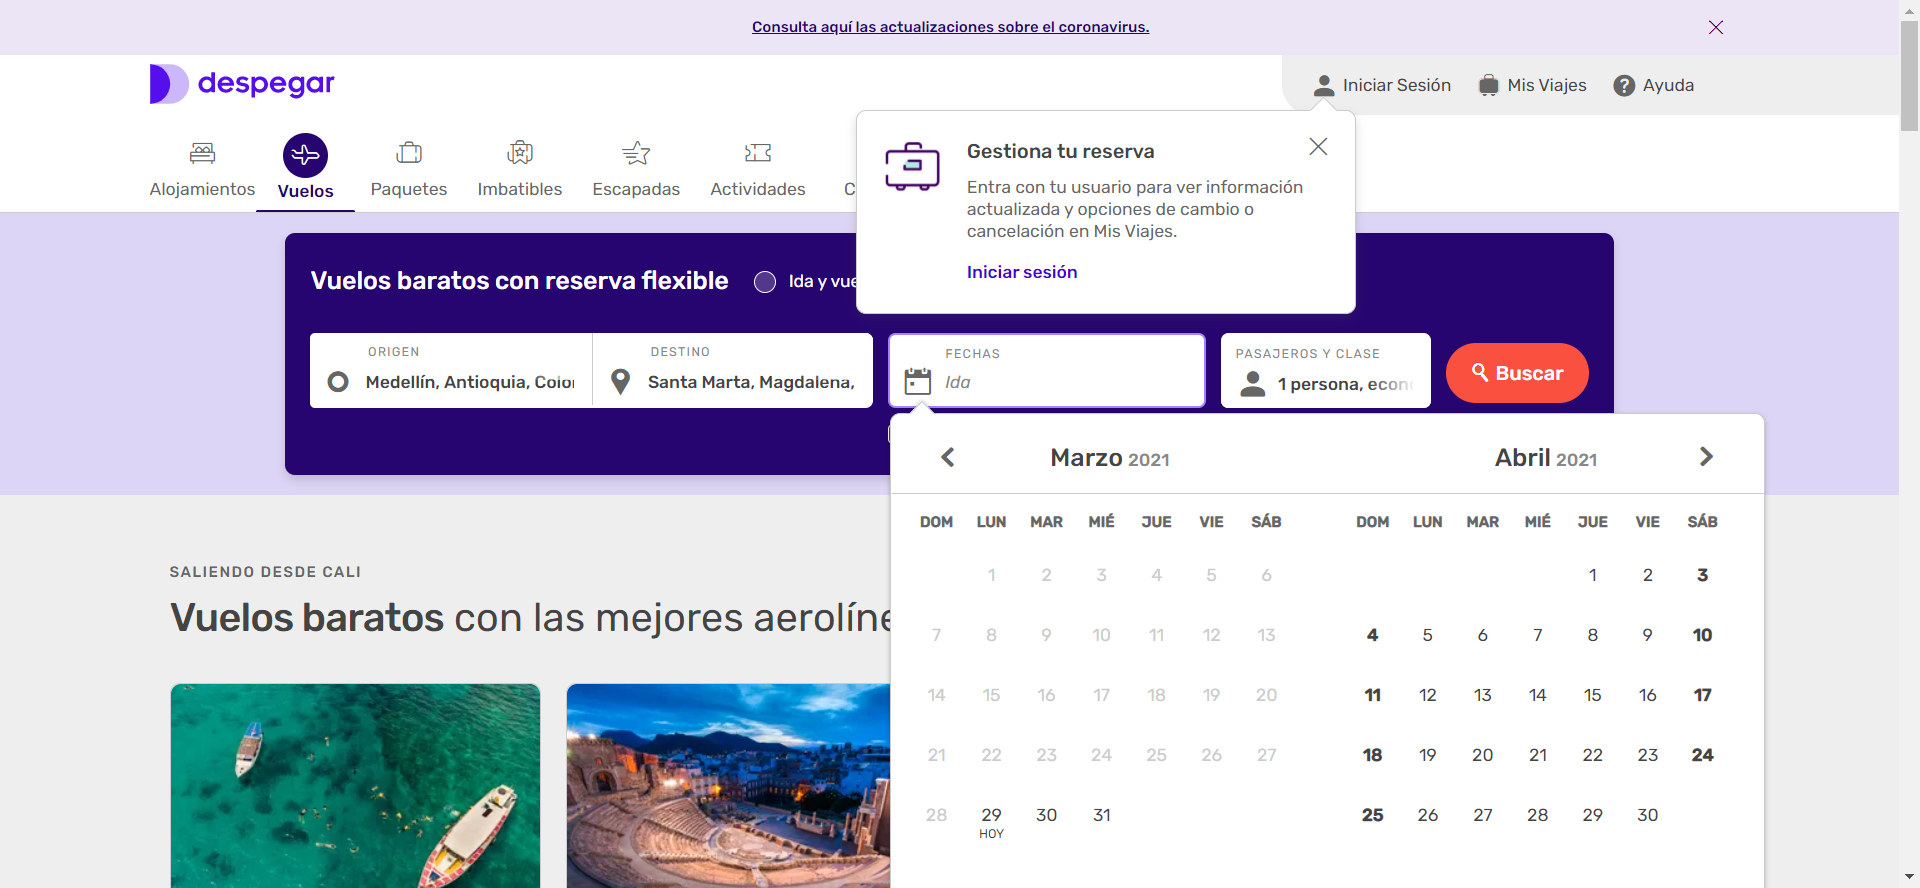 Consulta aquí las actualizaciones sobre el coronavirus.
despegar
Iniciar Sesión
Mis Viajes
Ayuda
Alojamientos
Vuelos
Paquetes
Imbatibles
Escapadas
Actividades
C
Gestiona tu reserva
Entra con tu usuario para ver información
actualizada y opciones de cambio o
cancelación en Mis Viajes.
Iniciar sesión
Vuelos baratos con reserva flexible
Ida y vue
ORIGEN
Medellín, Antioquia, Colo
DESTINO
Santa Marta, Magdalena,
FECHAS
Ida
PASAJEROS Y CLASE
1 persona, econ
Buscar
Marzo 2021
DOM LUN MAR MIÉ JUE VIE SÁB
1 2 3 4 5 6
7 8 9 10 11 12 13
14 15 16 17 18 19 20
21 22 23 24 25 26 27
28 29 30 31
HOY
Abril 2021
DOM LUN MAR MIÉ JUE VIE SÁB
1 2 3
4 5 6 7 8 9 10
11 12 13 14 15 16 17
18 19 20 21 22 23 24
25 26 27 28 29 30
SALIENDO DESDE CALI
Vuelos baratos con las mejores aerolíne